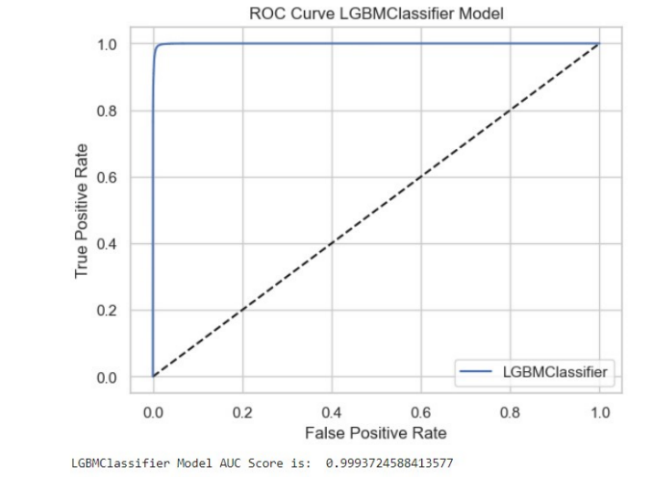 ROC Curve LGBMClassifier Model
1.0
0.8
0.6
0.4
0.2
0.0
True Positive Rate
LGBMClassifier
0.0 0.2 0.4 0.6 0.8 1.0
False Positive Rate
LGBMClassifier Model AUC Score is: 0.9993724588413577